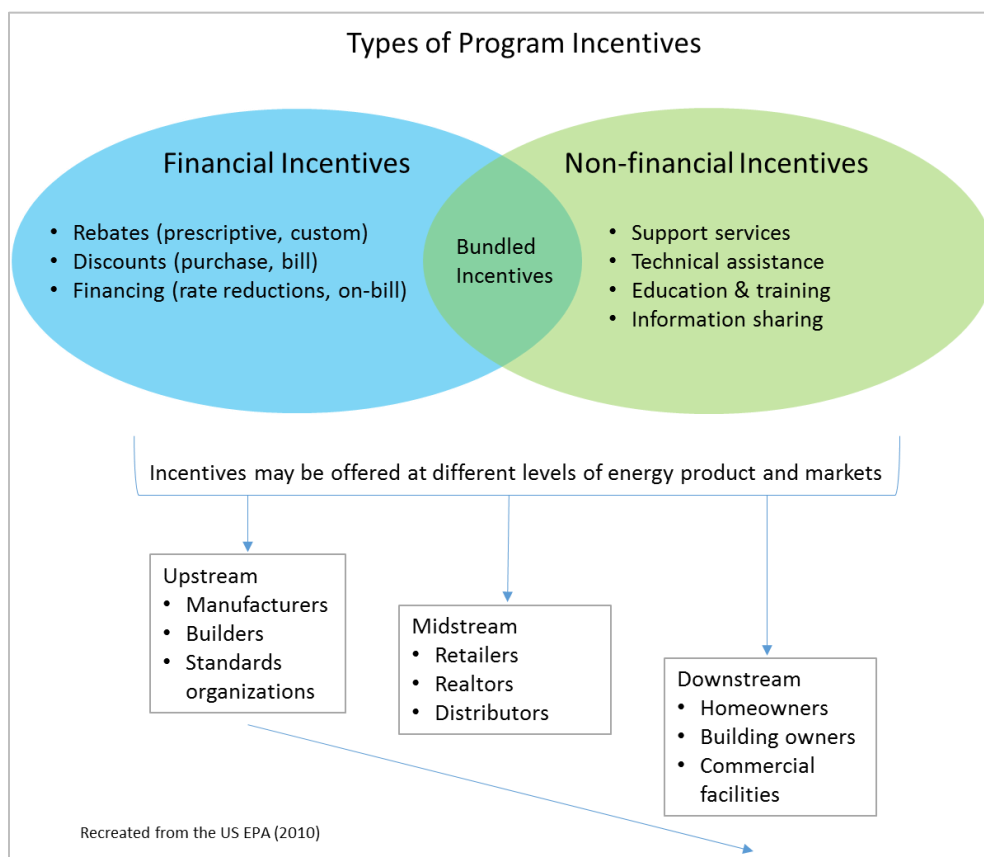 Types of Program Incentives
Financial Incentives
• Rebates (prescriptive, custom)
• Discounts (purchase, bill)
• Financing (rate reductions, on-bill)
Bundled
Incentives
Non-financial Incentives
• Support services
• Technical assistance
• Education & training
• Information sharing
Incentives may be offered at different levels of energy product and markets
Upstream
• Manufacturers
• Builders
• Standards
organizations
Midstream
• Retailers
• Realtors
• Distributors
Downstream
• Homeowners
• Building owners
• Commercial
facilities
Recreated from the US EPA (2010)